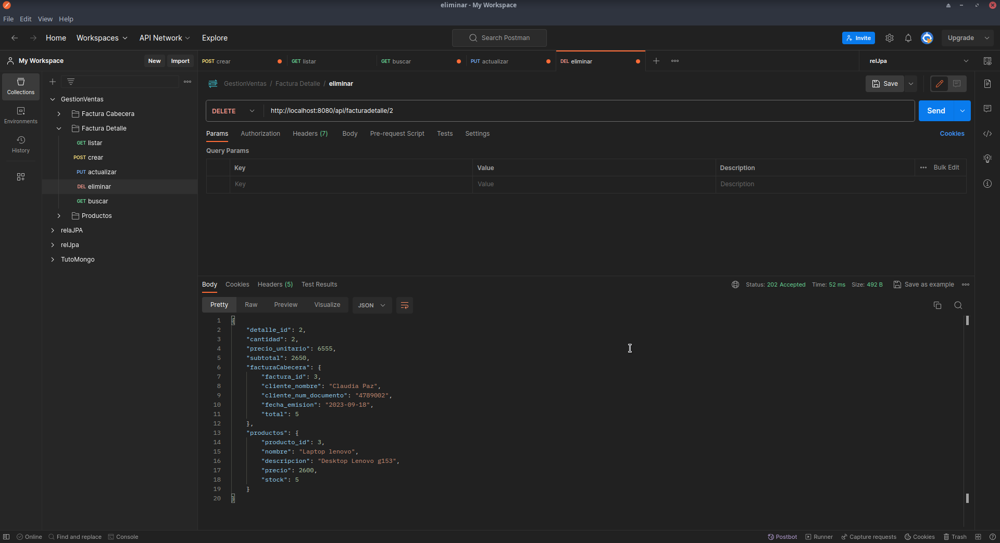 eliminar - My Workspace
File Edit View Help
Home Workspaces API Network Explore
Search Postman
Invite
Upgrade
My Workspace New Import
POST crear
GET listar
GET buscar
PUT actualizar
DEL eliminar
relJpa
Collections
Environments
History
GestionVentas
Factura Cabecera
Factura Detalle
GET listar
POST crear
PUT actualizar
DEL eliminar
GET buscar
Productos
relaJPA
relJpa
TutoMongo
HTTP GestionVentas / Factura Detalle / eliminar
Save
DELETE http://localhost:8080/api/facturadetalle/2 Send
Params Authorization Headers (7) Body Pre-request Script Tests Settings Cookies
Query Params
Key Value Description Bulk Edit
Key Value Description
Body Cookies Headers (5) Test Results Status: 202 Accepted Time: 52 ms Size: 492 B Save as example
Pretty Raw Preview Visualize JSON
1 {
2 "detalle_id": 2,
3 "cantidad": 2,
4 "precio_unitario": 6555,
5 "subtotal": 2650,
6 "facturaCabecera": {
7 "factura_id": 3,
8 "cliente_nombre": "Claudia Paz",
9 "cliente_num_documento": "4789002",
10 "fecha_emision": "2023-09-18",
11 "total": 5
12 },
13 "productos": {
14 "producto_id": 3,
15 "nombre": "Laptop lenovo",
16 "descripcion": "Desktop Lenovo g153",
17 "precio": 2600,
18 "stock": 5
19 }
20 }
Online Find and replace Console Postbot Runner Capture requests Cookies Trash